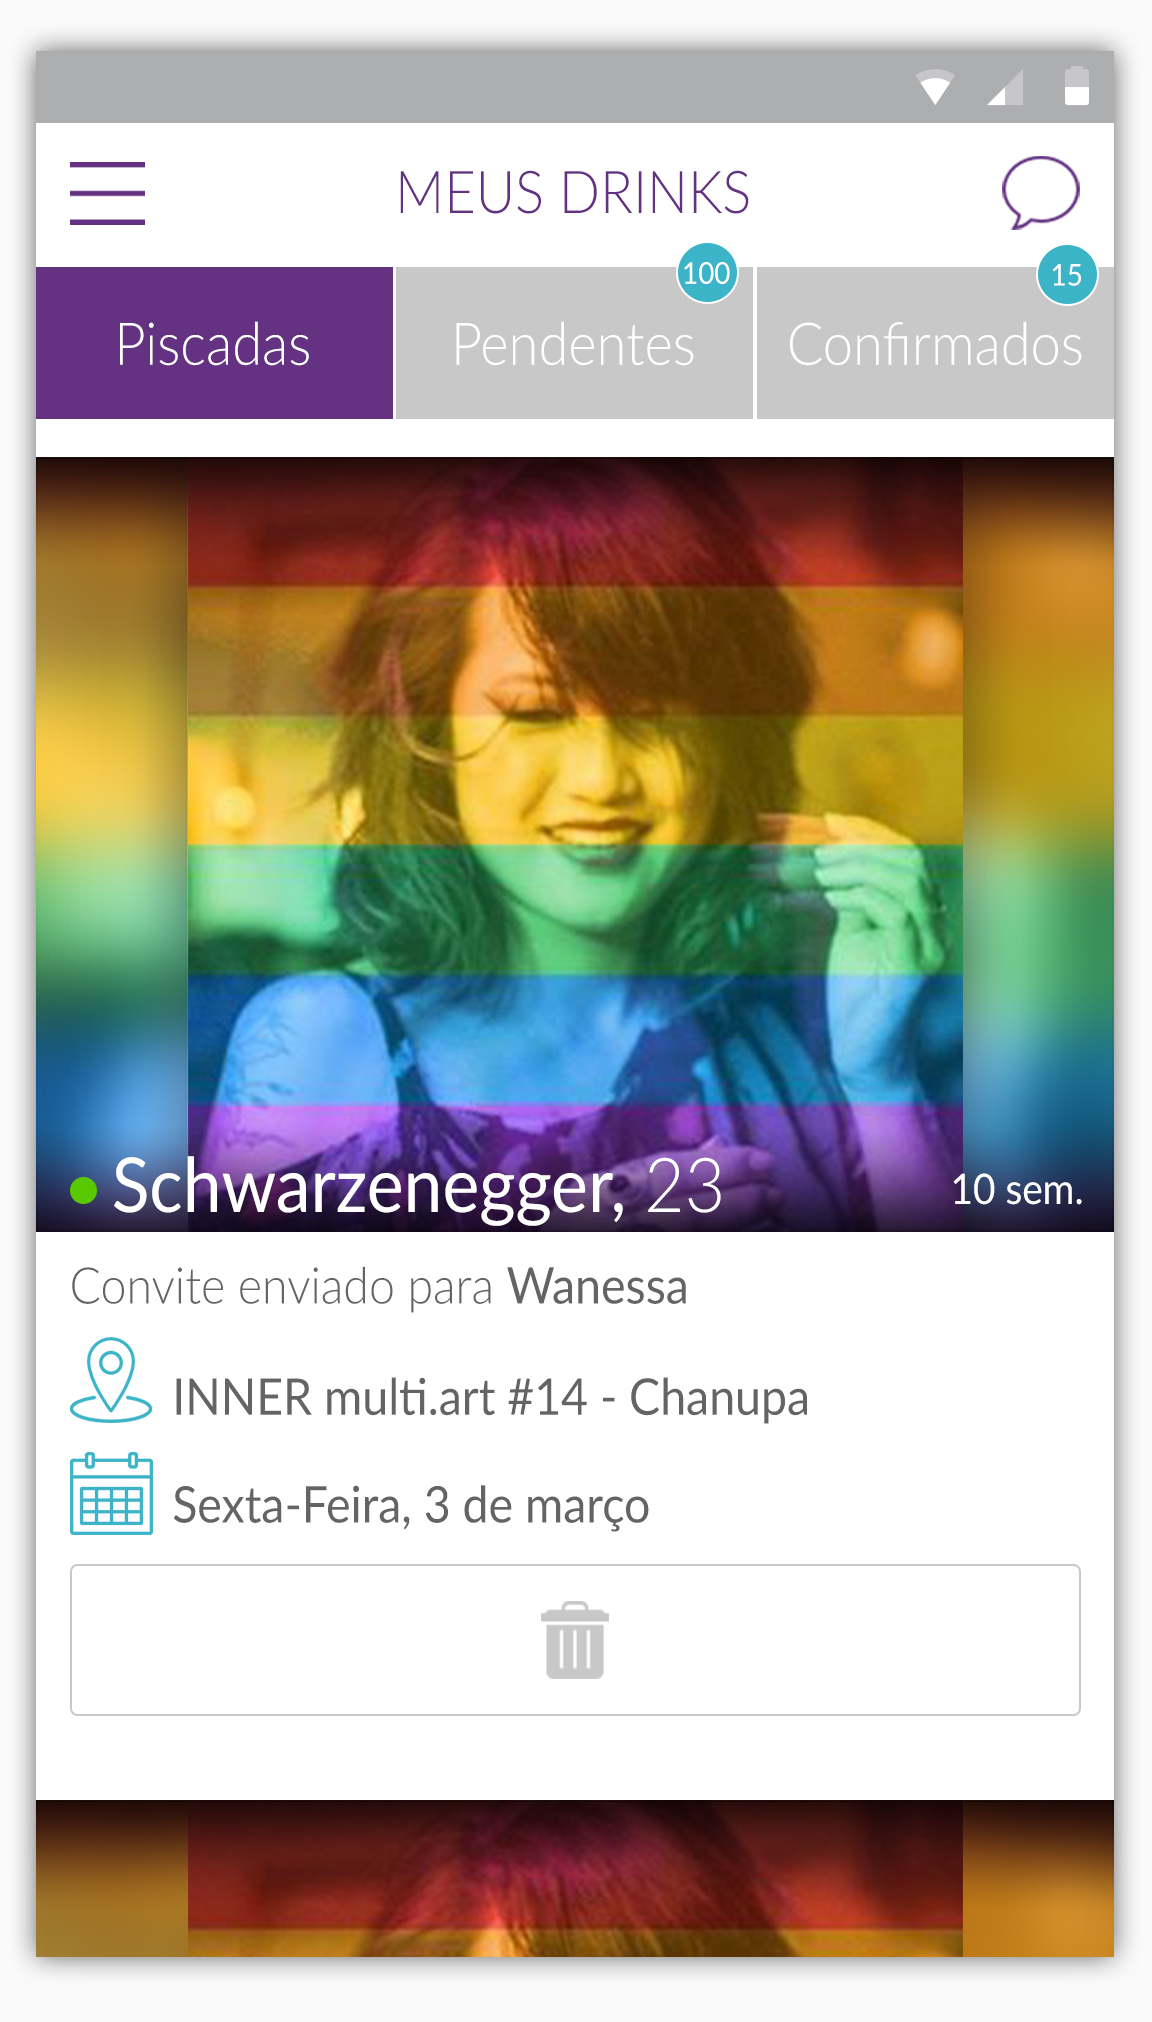 MEUS DRINKS
100
15
Piscadas
Pendentes
Confirmados
Schwarzenegger, 23
10 sem.
Convite enviado para Wanessa
INNER multi.art #14 - Chanupa
Sexta-Feira, 3 de março